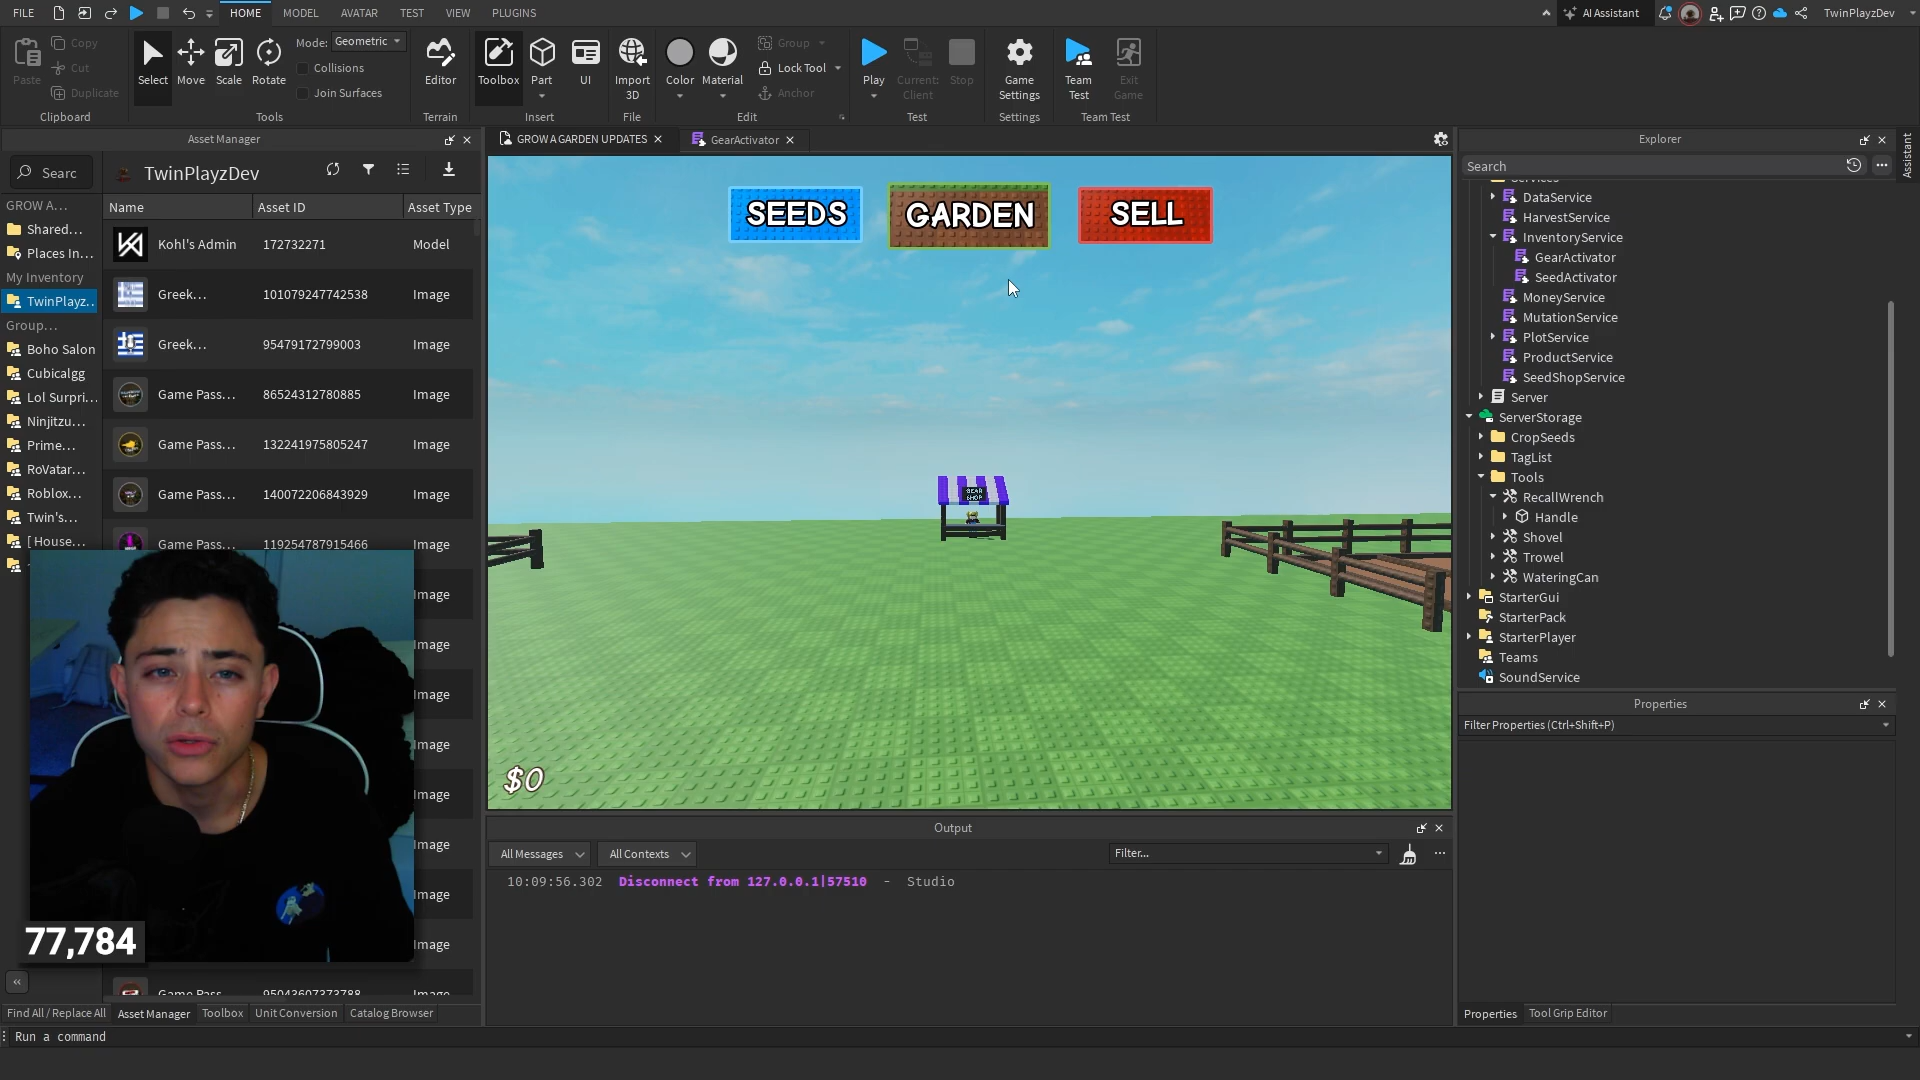 FILE
HOME
MODEL
AVATAR
TEST
VIEW
PLUGINS
AI Assistant
TwinPlayzDev
Paste
Copy
Cut
Duplicate
Clipboard
Select
Move
Scale
Rotate
Mode: Geometric
Collisions
Join Surfaces
Tools
Editor
Terrain
Toolbox
Part
UI
Insert
Import
3D
File
Color
Material
Group
Lock Tool
Anchor
Edit
Play
Current:
Client
Stop
Test
Game
Settings
Settings
Team
Test
Exit
Game
Team Test
Asset Manager
Searc
TwinPlayzDev
GROW A...
Shared...
Places In...
My Inventory
TwinPlayz..
Group...
Boho Salon
Cubicalgg
Lol Surpri...
Ninjitzu...
Prime...
RoVatar...
Roblox...
Twin's...
[ House...
Name
Asset ID
Asset Type
Kohl's Admin 172732271 Model
Greek... 101079247742538 Image
Greek... 95479172799003 Image
Game Pass... 86524312780885 Image
Game Pass... 132241975805247 Image
Game Pass... 140072206843929 Image
Game Pass... 119254787915466 Image
Image
Image
Image
Image
Image
Image
Image
Image
Game Pass 95043607373788 Image
77,784
Find All / Replace All
Asset Manager
Toolbox
Unit Conversion
Catalog Browser
Run a command
GROW A GARDEN UPDATES
GearActivator
SEEDS
GARDEN
SELL
GEAR
SHOP
$0
Output
All Messages
All Contexts
Filter...
10:09:56.302 Disconnect from 127.0.0.1|57510 - Studio
Explorer
Search
Assistant
Services
DataService
HarvestService
InventoryService
GearActivator
SeedActivator
MoneyService
MutationService
PlotService
ProductService
SeedShopService
Server
ServerStorage
CropSeeds
TagList
Tools
RecallWrench
Handle
Shovel
Trowel
WateringCan
StarterGui
StarterPack
StarterPlayer
Teams
SoundService
Properties
Filter Properties (Ctrl+Shift+P)
Properties
Tool Grip Editor